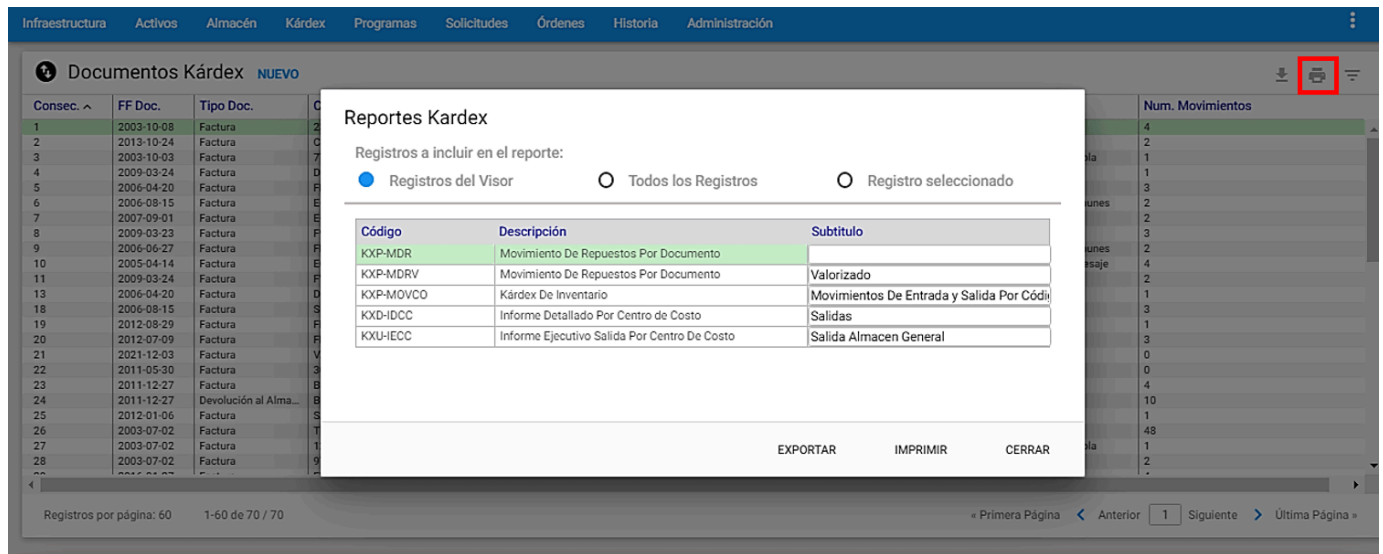 Infraestructura Activos Almacén Kárdex Programas Solicitudes Órdenes Historia Administración
Documentos Kárdex NUEVO
Consec. FF Doc. Tipo Doc. Num. Movimientos
1 2003-10-08 Factura 4
2 2013-10-24 Factura 2
3 2003-10-03 Factura 1
4 2009-03-24 Factura 1
5 2006-04-20 Factura 3
6 2006-08-15 Factura 2
7 2007-09-01 Factura 2
8 2009-03-23 Factura 3
9 2006-06-27 Factura 2
10 2005-04-14 Factura 4
11 2009-03-24 Factura 2
13 2006-04-20 Factura 1
18 2006-08-15 Factura 3
19 2012-08-29 Factura 1
20 2012-07-09 Factura 3
21 2021-12-03 Factura 0
22 2011-05-30 Factura 0
23 2011-12-27 Factura 4
24 2011-12-27 Devolución al Alma... 10
25 2012-01-06 Factura 1
26 2003-07-02 Factura 48
27 2003-07-02 Factura 1
28 2003-07-02 Factura 2
Reportes Kardex
Registros a incluir en el reporte:
Registros del Visor Todos los Registros Registro seleccionado
Código Descripción Subtitulo
KXP-MDR Movimiento De Repuestos Por Documento
KXP-MDRV Movimiento De Repuestos Por Documento Valorizado
KXP-MOVCO Kárdex De Inventario Movimientos De Entrada y Salida Por Códi
KXD-IDCC Informe Detallado Por Centro de Costo Salidas
KXU-IECC Informe Ejecutivo Salida Por Centro De Costo Salida Almacen General
EXPORTAR IMPRIMIR CERRAR
Registros por página: 60 1-60 de 70 / 70 « Primera Página Anterior 1 Siguiente Última Página »